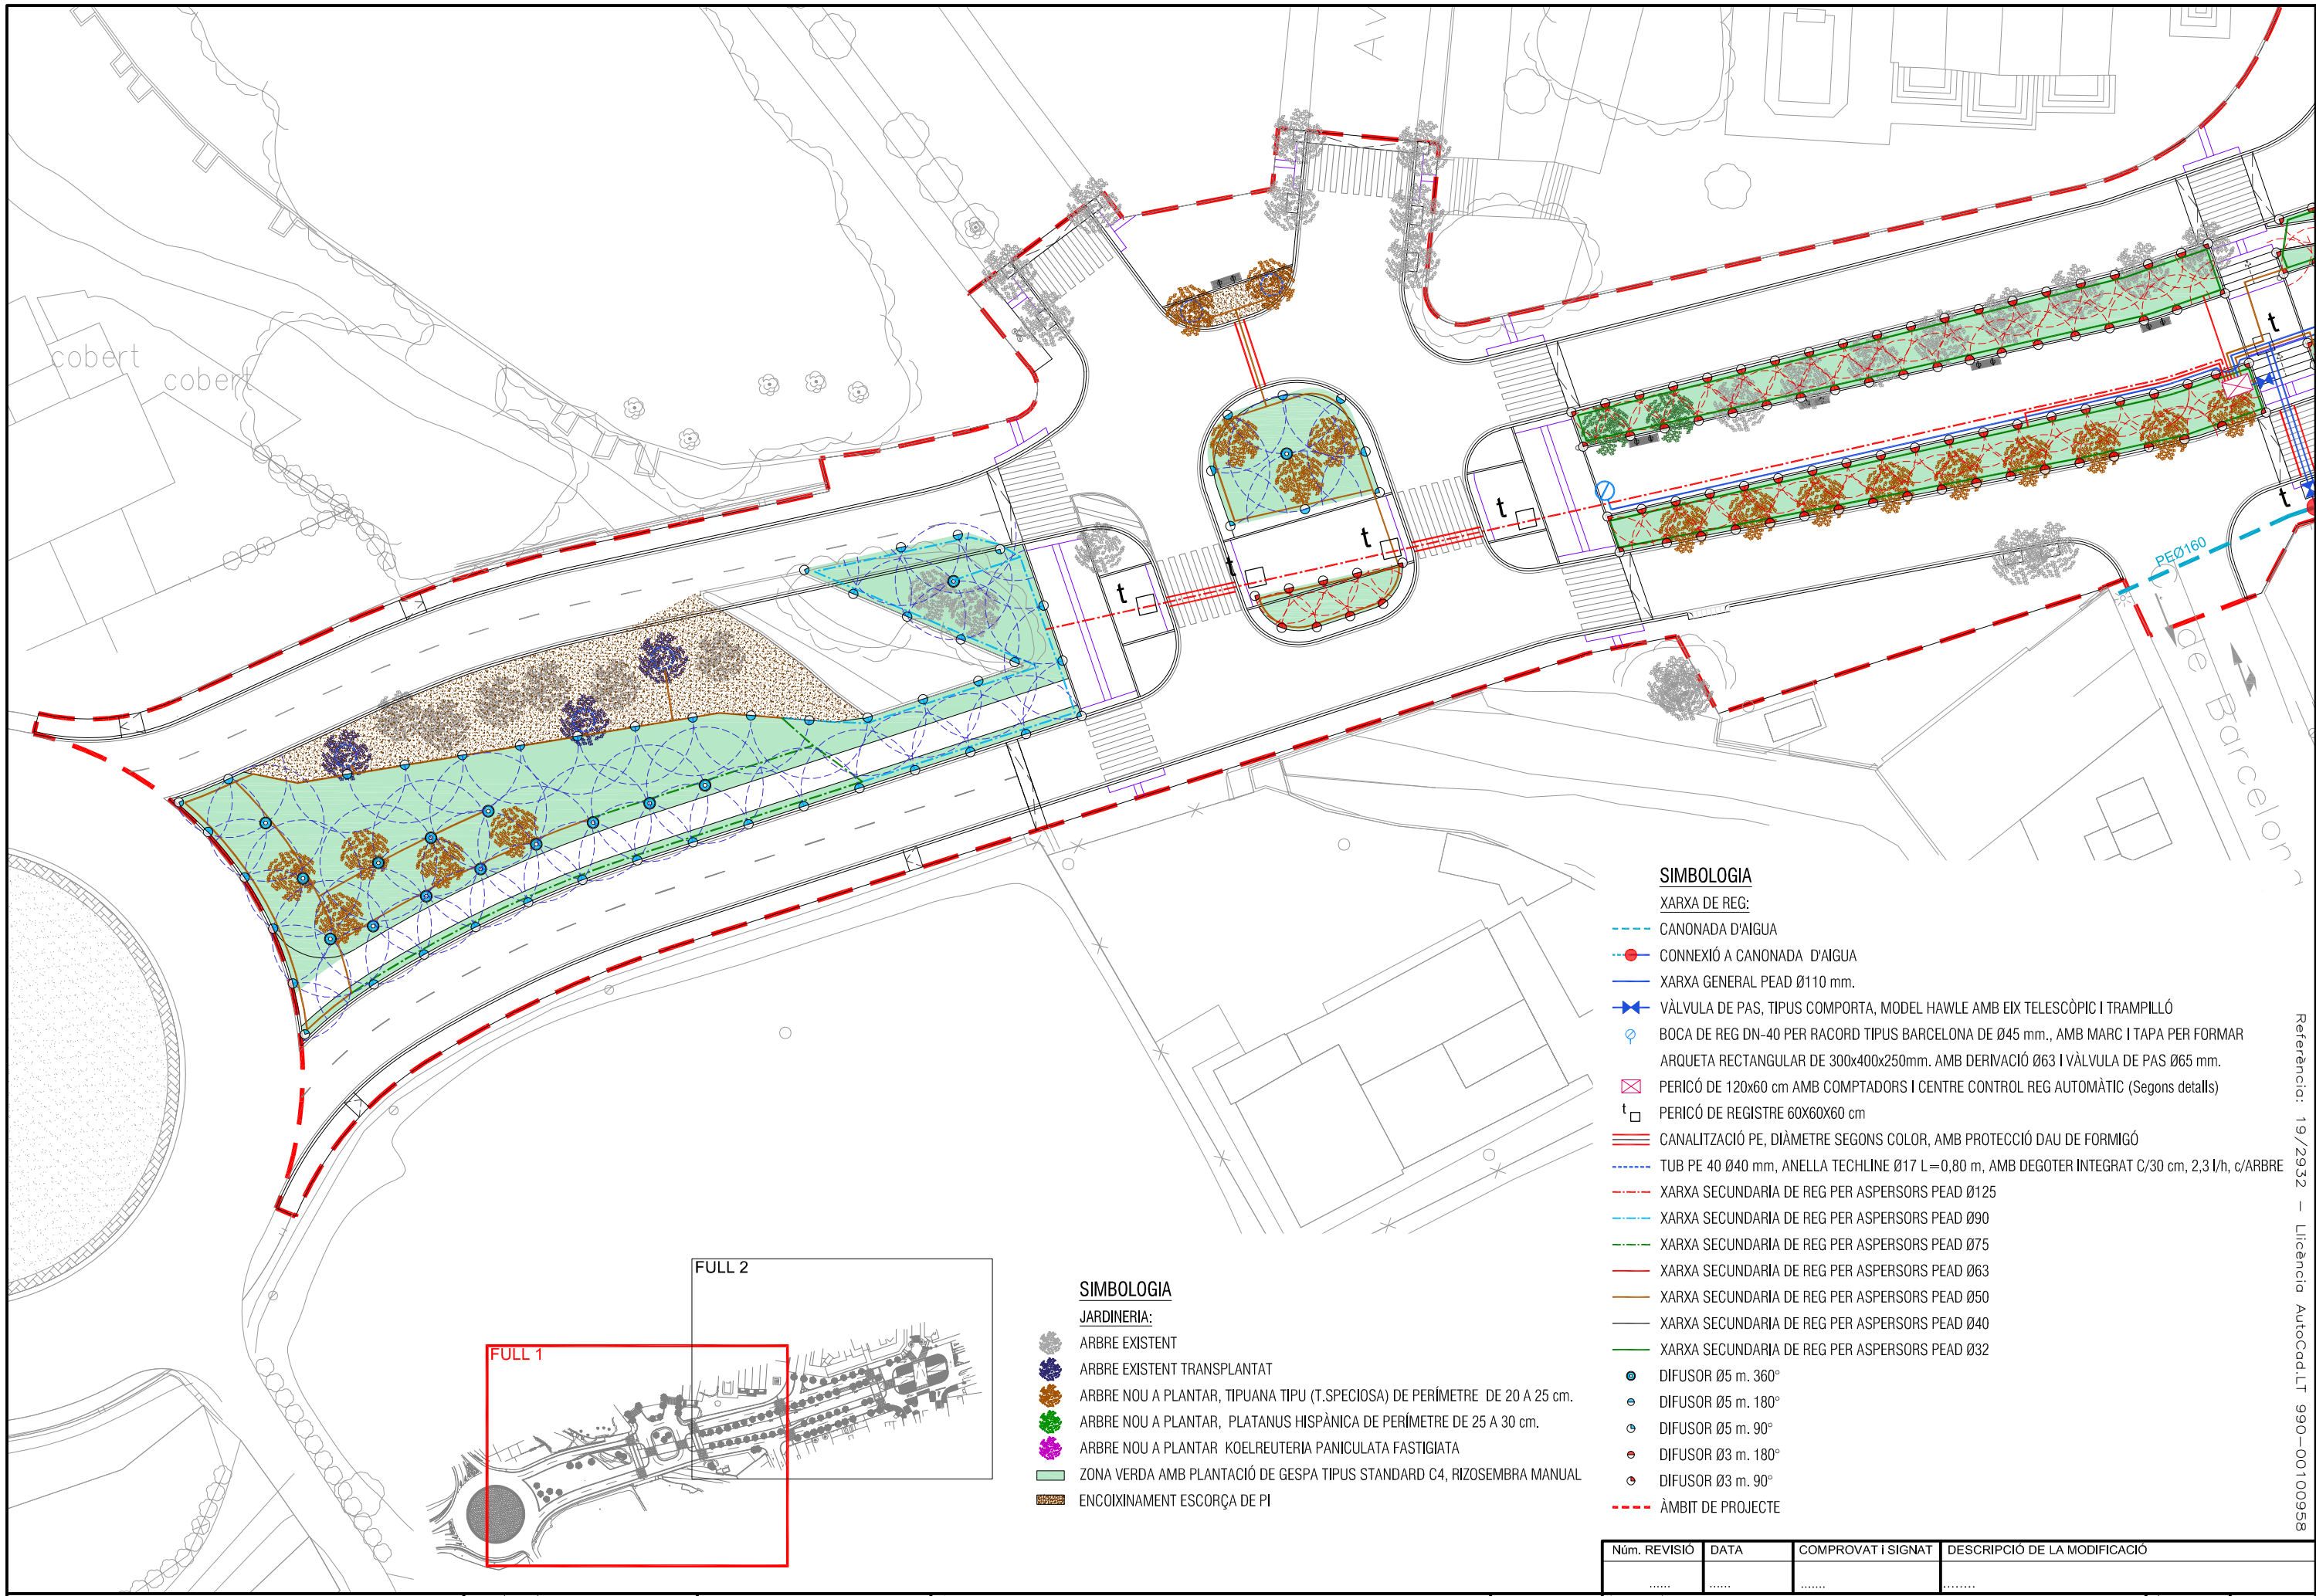 cobert
cobert
AV
t
t
t
t
t
t
PEØ160
C/ de Barcelona
SIMBOLOGIA
XARXA DE REG:
CANONADA D'AIGUA
CONNEXIÓ A CANONADA D'AIGUA
XARXA GENERAL PEAD Ø110 mm.
VÀLVULA DE PAS, TIPUS COMPORTA, MODEL HAWLE AMB EIX TELESCÒPIC I TRAMPILLÓ
BOCA DE REG DN-40 PER RACORD TIPUS BARCELONA DE Ø45 mm., AMB MARC I TAPA PER FORMAR
ARQUETA RECTANGULAR DE 300x400x250mm. AMB DERIVACIÓ Ø63 I VÀLVULA DE PAS Ø65 mm.
PERICÓ DE 120x60 cm AMB COMPTADORS I CENTRE CONTROL REG AUTOMÀTIC (Segons detalls)
t PERICÓ DE REGISTRE 60X60X60 cm
CANALITZACIÓ PE, DIÀMETRE SEGONS COLOR, AMB PROTECCIÓ DAU DE FORMIGÓ
TUB PE 40 Ø40 mm, ANELLA TECHLINE Ø17 L=0,80 m, AMB DEGOTER INTEGRAT C/30 cm, 2,3 l/h, c/ARBRE
XARXA SECUNDARIA DE REG PER ASPERSORS PEAD Ø125
XARXA SECUNDARIA DE REG PER ASPERSORS PEAD Ø90
XARXA SECUNDARIA DE REG PER ASPERSORS PEAD Ø75
XARXA SECUNDARIA DE REG PER ASPERSORS PEAD Ø63
XARXA SECUNDARIA DE REG PER ASPERSORS PEAD Ø50
XARXA SECUNDARIA DE REG PER ASPERSORS PEAD Ø40
XARXA SECUNDARIA DE REG PER ASPERSORS PEAD Ø32
DIFUSOR Ø5 m. 360º
DIFUSOR Ø5 m. 180º
DIFUSOR Ø5 m. 90º
DIFUSOR Ø3 m. 180º
DIFUSOR Ø3 m. 90º
ÀMBIT DE PROJECTE
FULL 2
FULL 1
SIMBOLOGIA
JARDINERIA:
ARBRE EXISTENT
ARBRE EXISTENT TRANSPLANTAT
ARBRE NOU A PLANTAR, TIPUANA TIPU (T.SPECIOSA) DE PERÍMETRE DE 20 A 25 cm.
ARBRE NOU A PLANTAR, PLATANUS HISPÀNICA DE PERÍMETRE DE 25 A 30 cm.
ARBRE NOU A PLANTAR KOELREUTERIA PANICULATA FASTIGIATA
ZONA VERDA AMB PLANTACIÓ DE GESPA TIPUS STANDARD C4, RIZOSEMBRA MANUAL
ENCOIXINAMENT ESCORÇA DE PI
Referència: 19/2932 - Llicència AutoCad.LT 990-00100958
Núm. REVISIÓ DATA COMPROVAT i SIGNAT DESCRIPCIÓ DE LA MODIFICACIÓ
...... ...... ....... ........